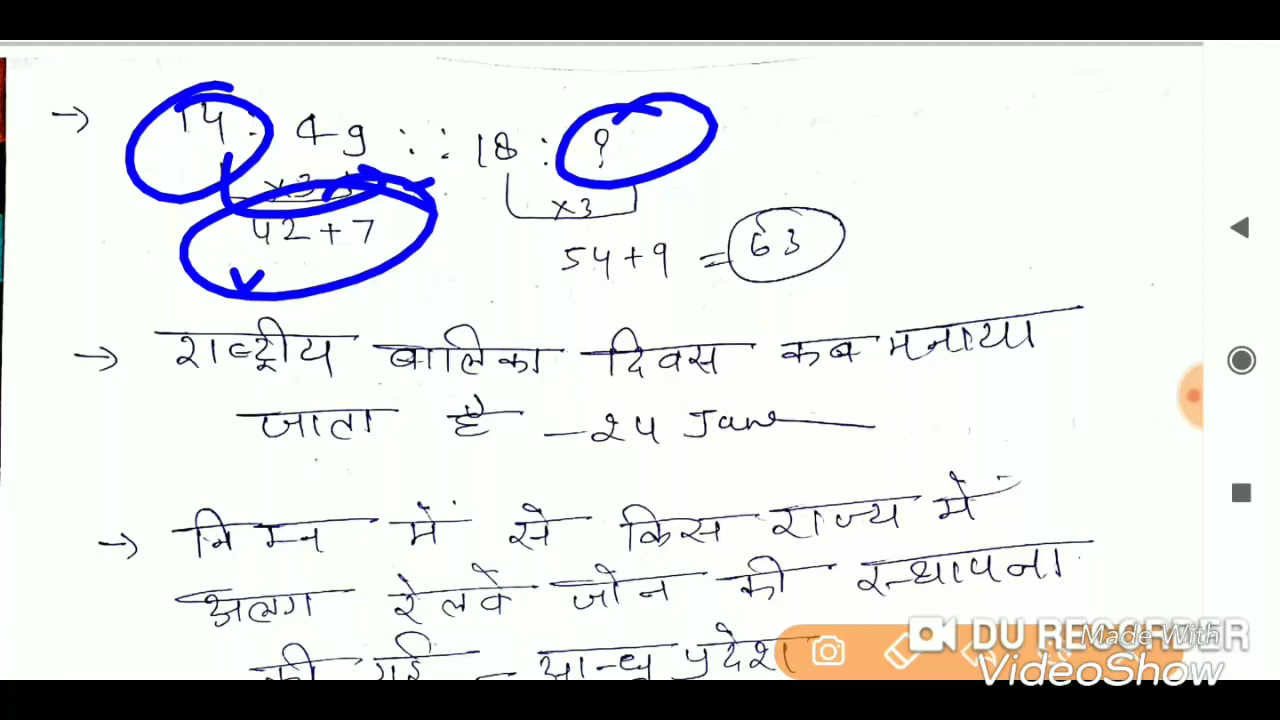 → 14 : 49 :: 18 : ?
×3 ×3
42+7 54+9 = 63
→ राष्ट्रीय बालिका दिवस कब मनाया
जाता है - 24 Jan
→ निम्न में से किस राज्य में
अलग रेलवे जोन की स्थापना
की गई - आन्ध्र प्रदेश
DU RECORDER
Made With
VideoShow